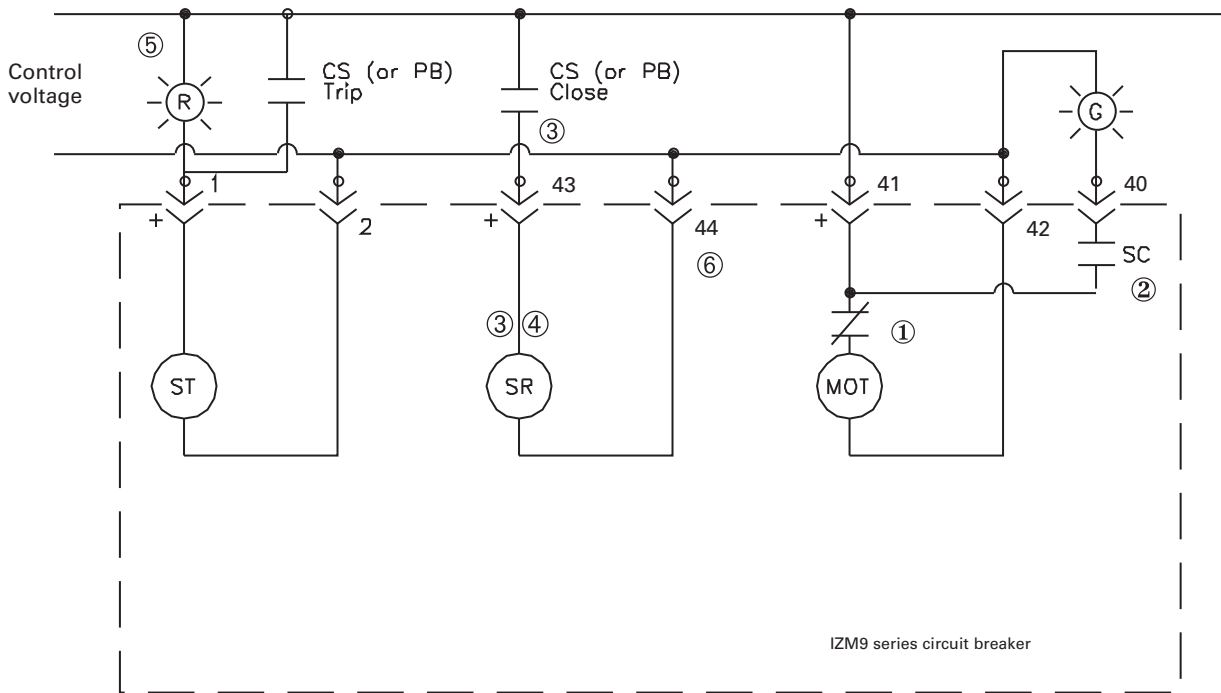 ⑤
Control
voltage
R
CS (or PB)
Trip
CS (or PB)
Close
③
G
1
43
41
40
+
2
+
44
+
42
SC
⑥
②
③ ④
①
ST
SR
MOT
IZM9 series circuit breaker